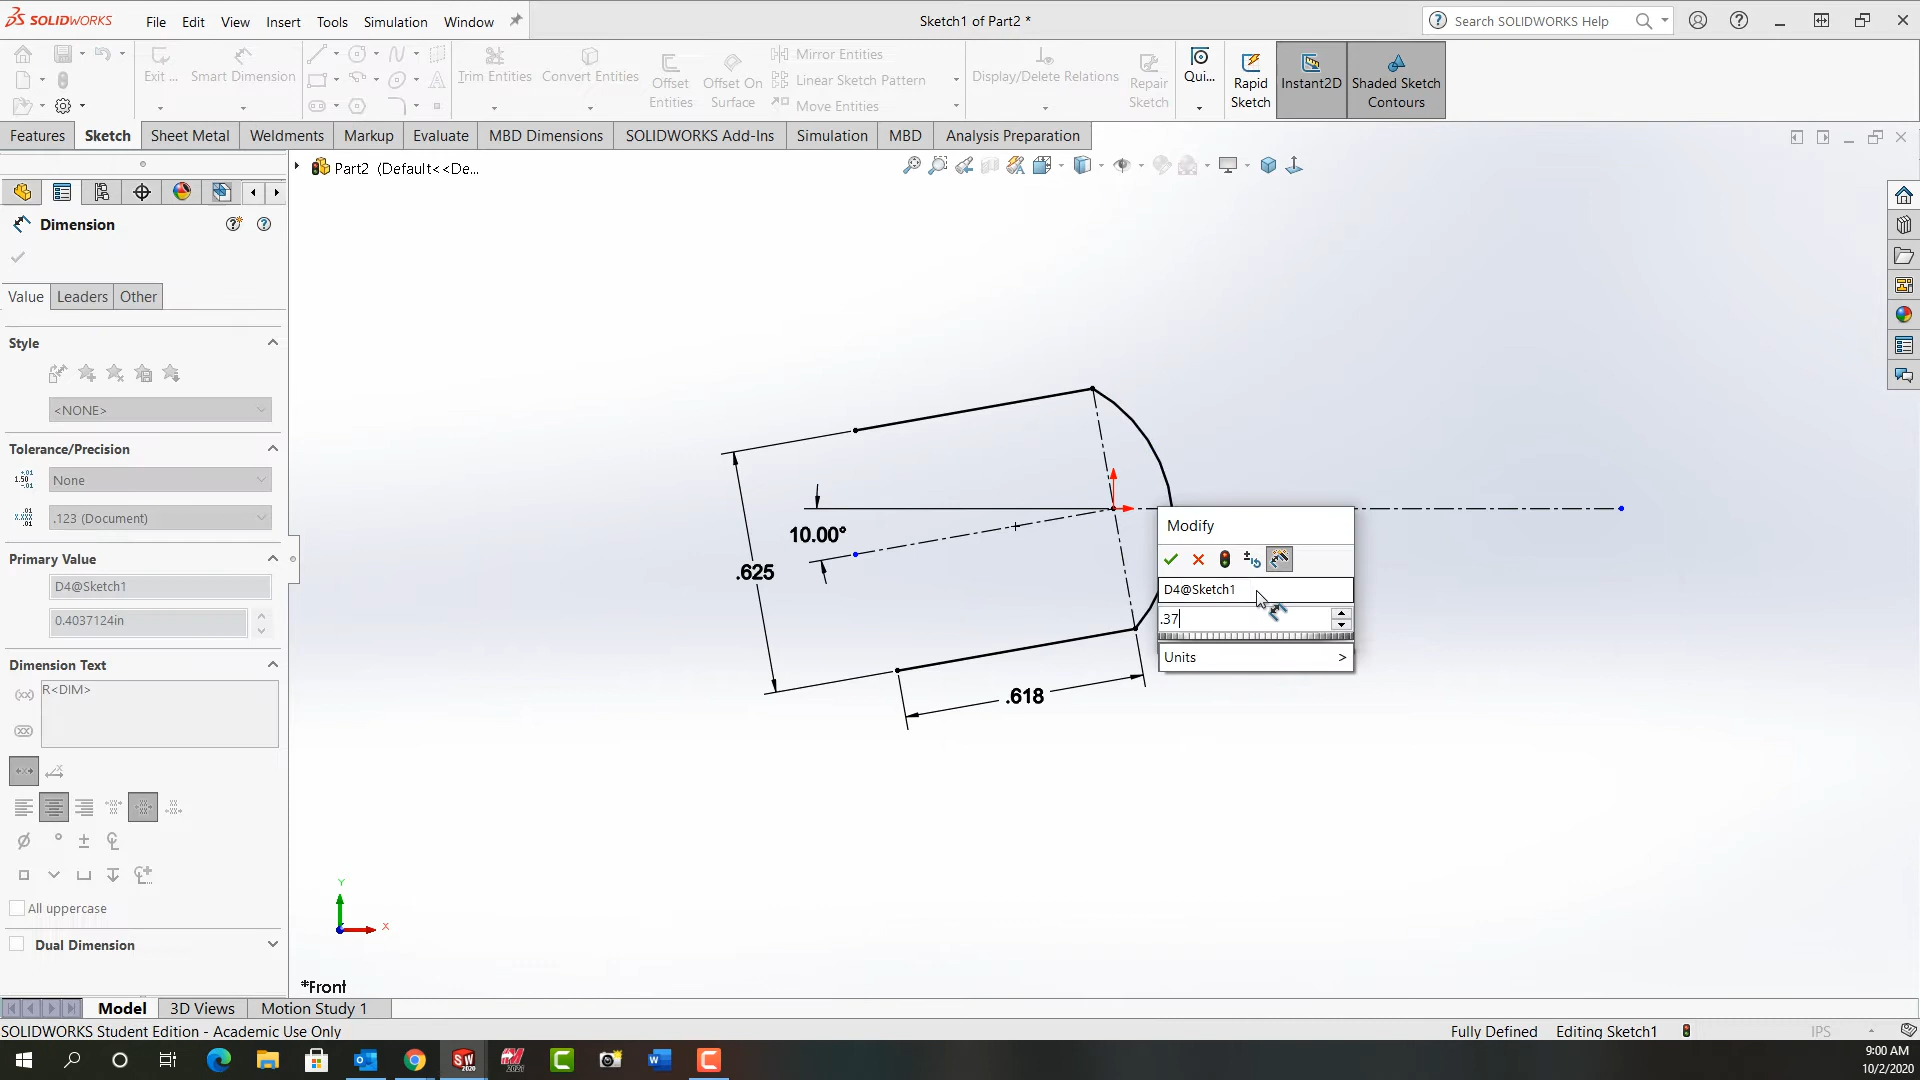 SOLIDWORKS File Edit View Insert Tools Simulation Window Sketch1 of Part2 * Search SOLIDWORKS Help
Exit ... Smart Dimension Trim Entities Convert Entities Offset Entities Offset On Surface Mirror Entities Display/Delete Relations Repair Sketch Qui... Rapid Sketch Instant2D Shaded Sketch Contours
Linear Sketch Pattern
Move Entities
Features Sketch Sheet Metal Weldments Markup Evaluate MBD Dimensions SOLIDWORKS Add-Ins Simulation MBD Analysis Preparation
Part2 (Default<<De...
Dimension
Value Leaders Other
Style
<NONE>
Tolerance/Precision
None
.123 (Document)
Primary Value
D4@Sketch1
0.4037124in
Dimension Text
R<DIM>
All uppercase
Dual Dimension
10.00°
.625
.618
Modify
D4@Sketch1
.37
Units >
Y
X
*Front
Model 3D Views Motion Study 1
SOLIDWORKS Student Edition - Academic Use Only Fully Defined Editing Sketch1 IPS
9:00 AM
10/2/2020